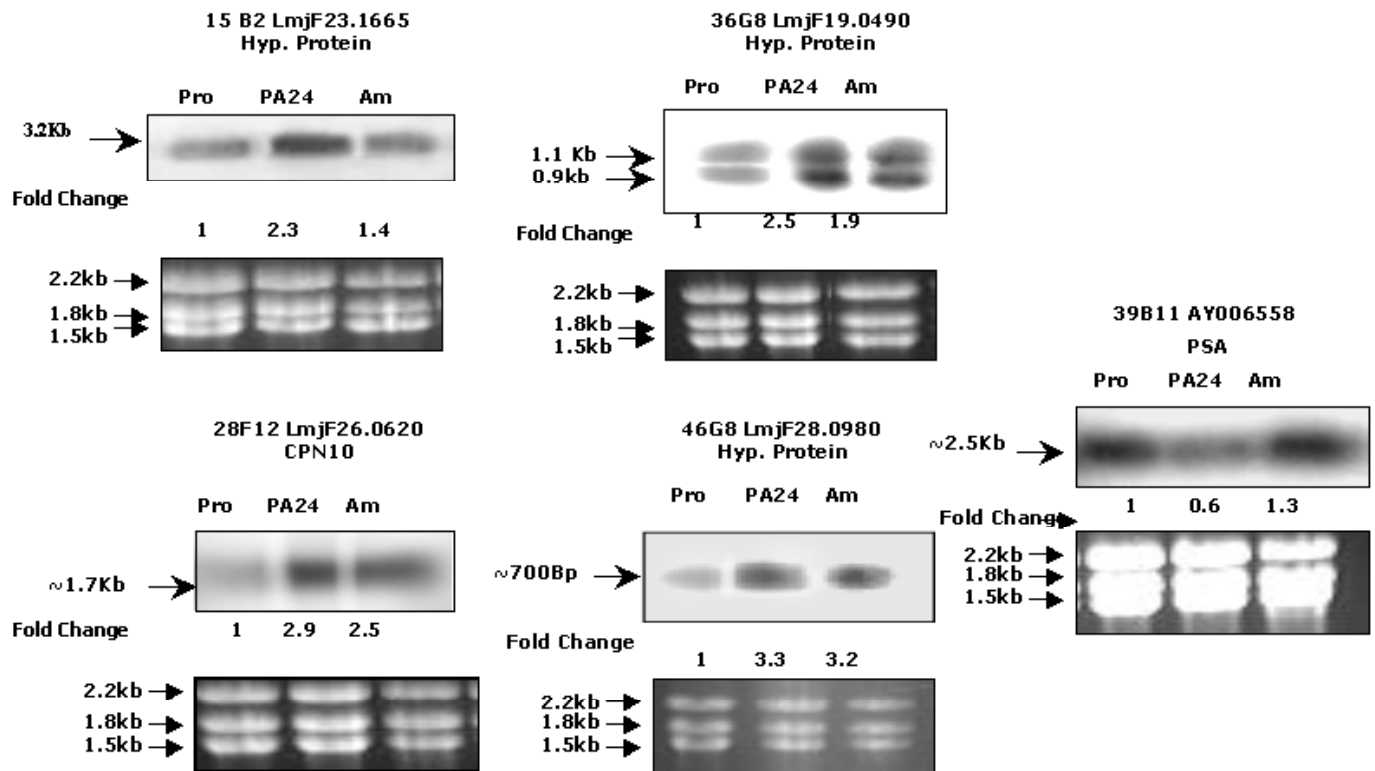 15 B2 LmjF23.1665
Hyp. Protein
Pro PA24 Am
3.2Kb
Fold Change
1 2.3 1.4
2.2kb
1.8kb
1.5kb
36G8 LmjF19.0490
Hyp. Protein
Pro PA24 Am
1.1 Kb
0.9kb
1 2.5 1.9
Fold Change
2.2kb
1.8kb
1.5kb
28F12 LmjF26.0620
CPN10
Pro PA24 Am
~1.7Kb
Fold Change 1 2.9 2.5
2.2kb
1.8kb
1.5kb
46G8 LmjF28.0980
Hyp. Protein
Pro PA24 Am
~700Bp
Fold Change
1 3.3 3.2
2.2kb
1.8kb
1.5kb
39B11 AY006558
PSA
Pro PA24 Am
~2.5Kb
1 0.6 1.3
Fold Change
2.2kb
1.8kb
1.5kb